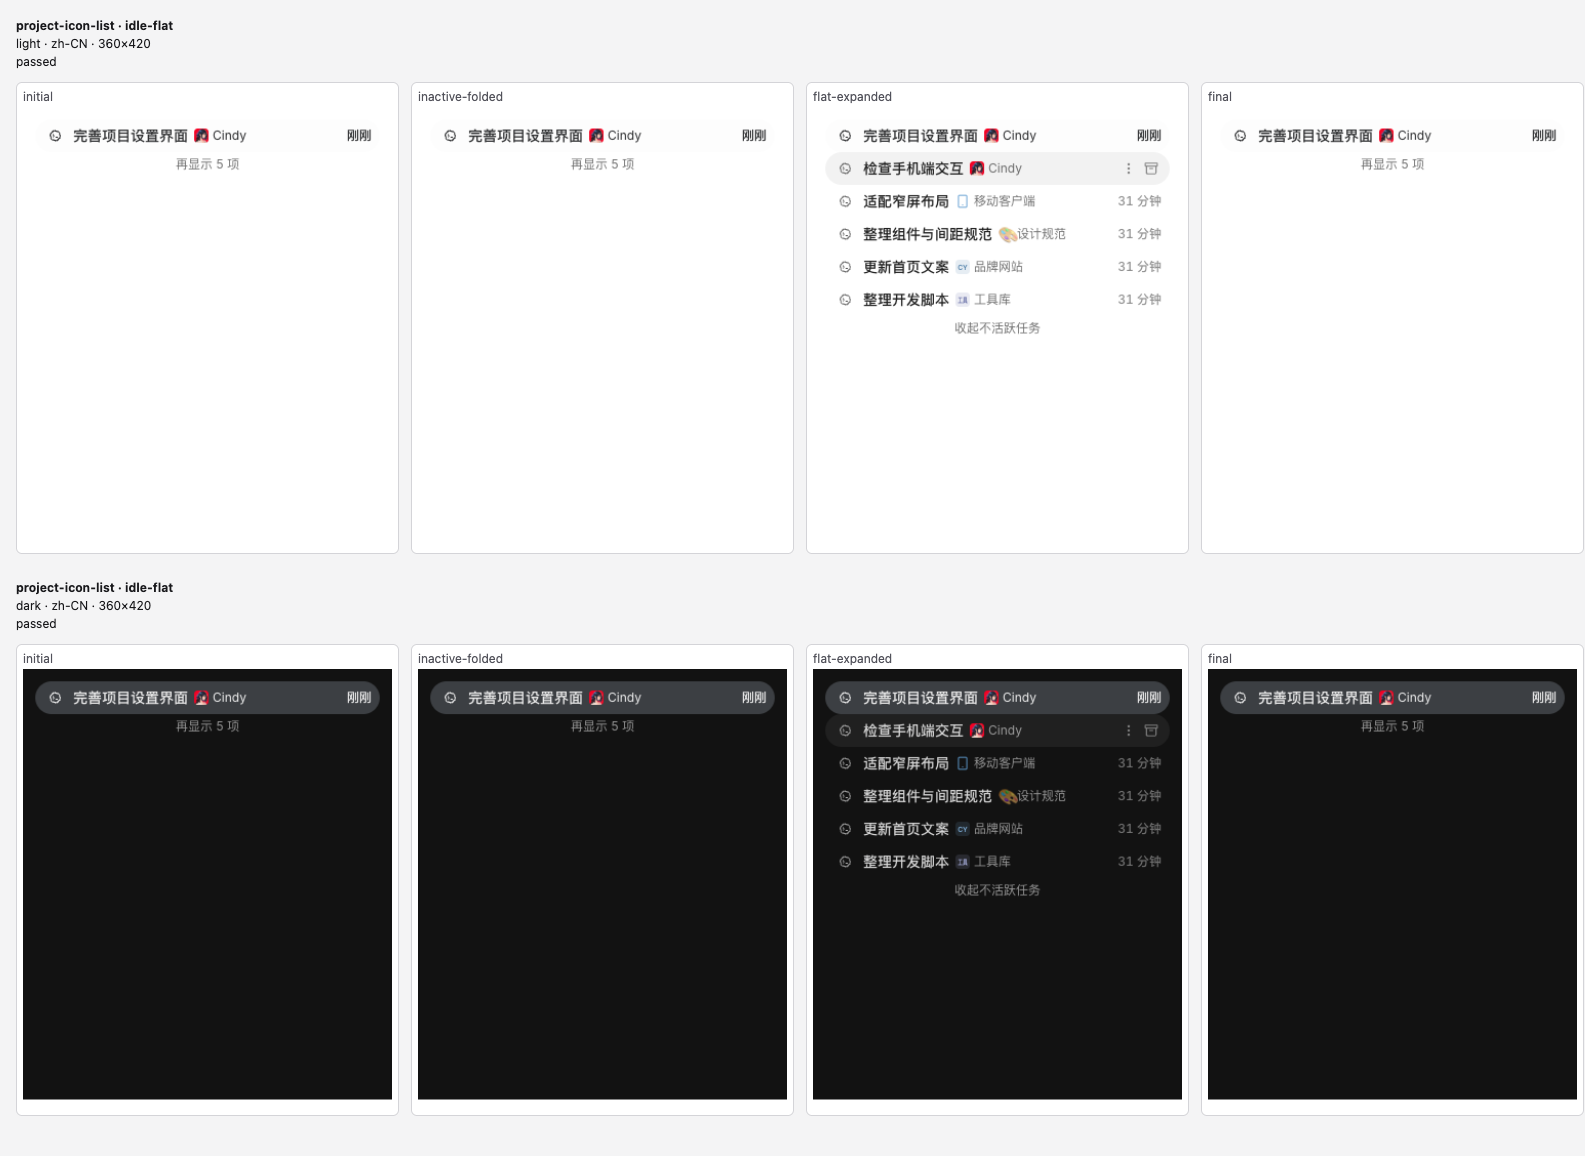 project-icon-list · idle-flat
light · zh-CN · 360×420
passed
initial
完善项目设置界面 Cindy 刚刚
再显示 5 项
inactive-folded
完善项目设置界面 Cindy 刚刚
再显示 5 项
flat-expanded
完善项目设置界面 Cindy 刚刚
检查手机端交互 Cindy
适配窄屏布局 移动客户端 31 分钟
整理组件与间距规范 设计规范 31 分钟
更新首页文案 CY 品牌网站 31 分钟
整理开发脚本 工具 工具库 31 分钟
收起不活跃任务
final
完善项目设置界面 Cindy 刚刚
再显示 5 项
project-icon-list · idle-flat
dark · zh-CN · 360×420
passed
initial
完善项目设置界面 Cindy 刚刚
再显示 5 项
inactive-folded
完善项目设置界面 Cindy 刚刚
再显示 5 项
flat-expanded
完善项目设置界面 Cindy 刚刚
检查手机端交互 Cindy
适配窄屏布局 移动客户端 31 分钟
整理组件与间距规范 设计规范 31 分钟
更新首页文案 CY 品牌网站 31 分钟
整理开发脚本 工具 工具库 31 分钟
收起不活跃任务
final
完善项目设置界面 Cindy 刚刚
再显示 5 项